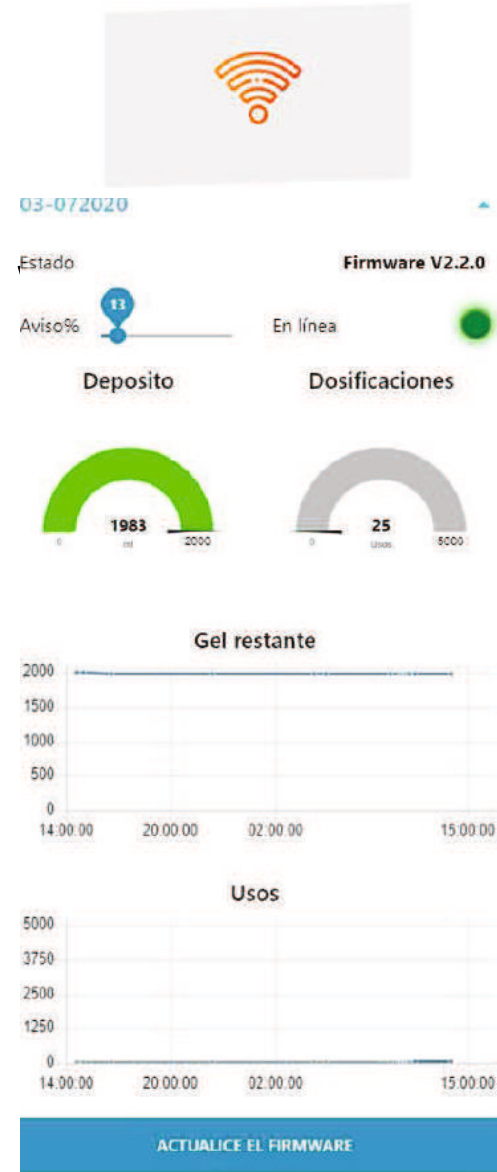 03-072020
Estado Firmware V2.2.0
13
Aviso% En línea
Deposito Dosificaciones
1983 25
0 ml 2000 0 Usos 5000
Gel restante
2000
1500
1000
500
0
14:00:00 20:00:00 02:00:00 15:00:00
Usos
5000
3750
2500
1250
0
14:00:00 20:00:00 02:00:00 15:00:00
ACTUALICE EL FIRMWARE